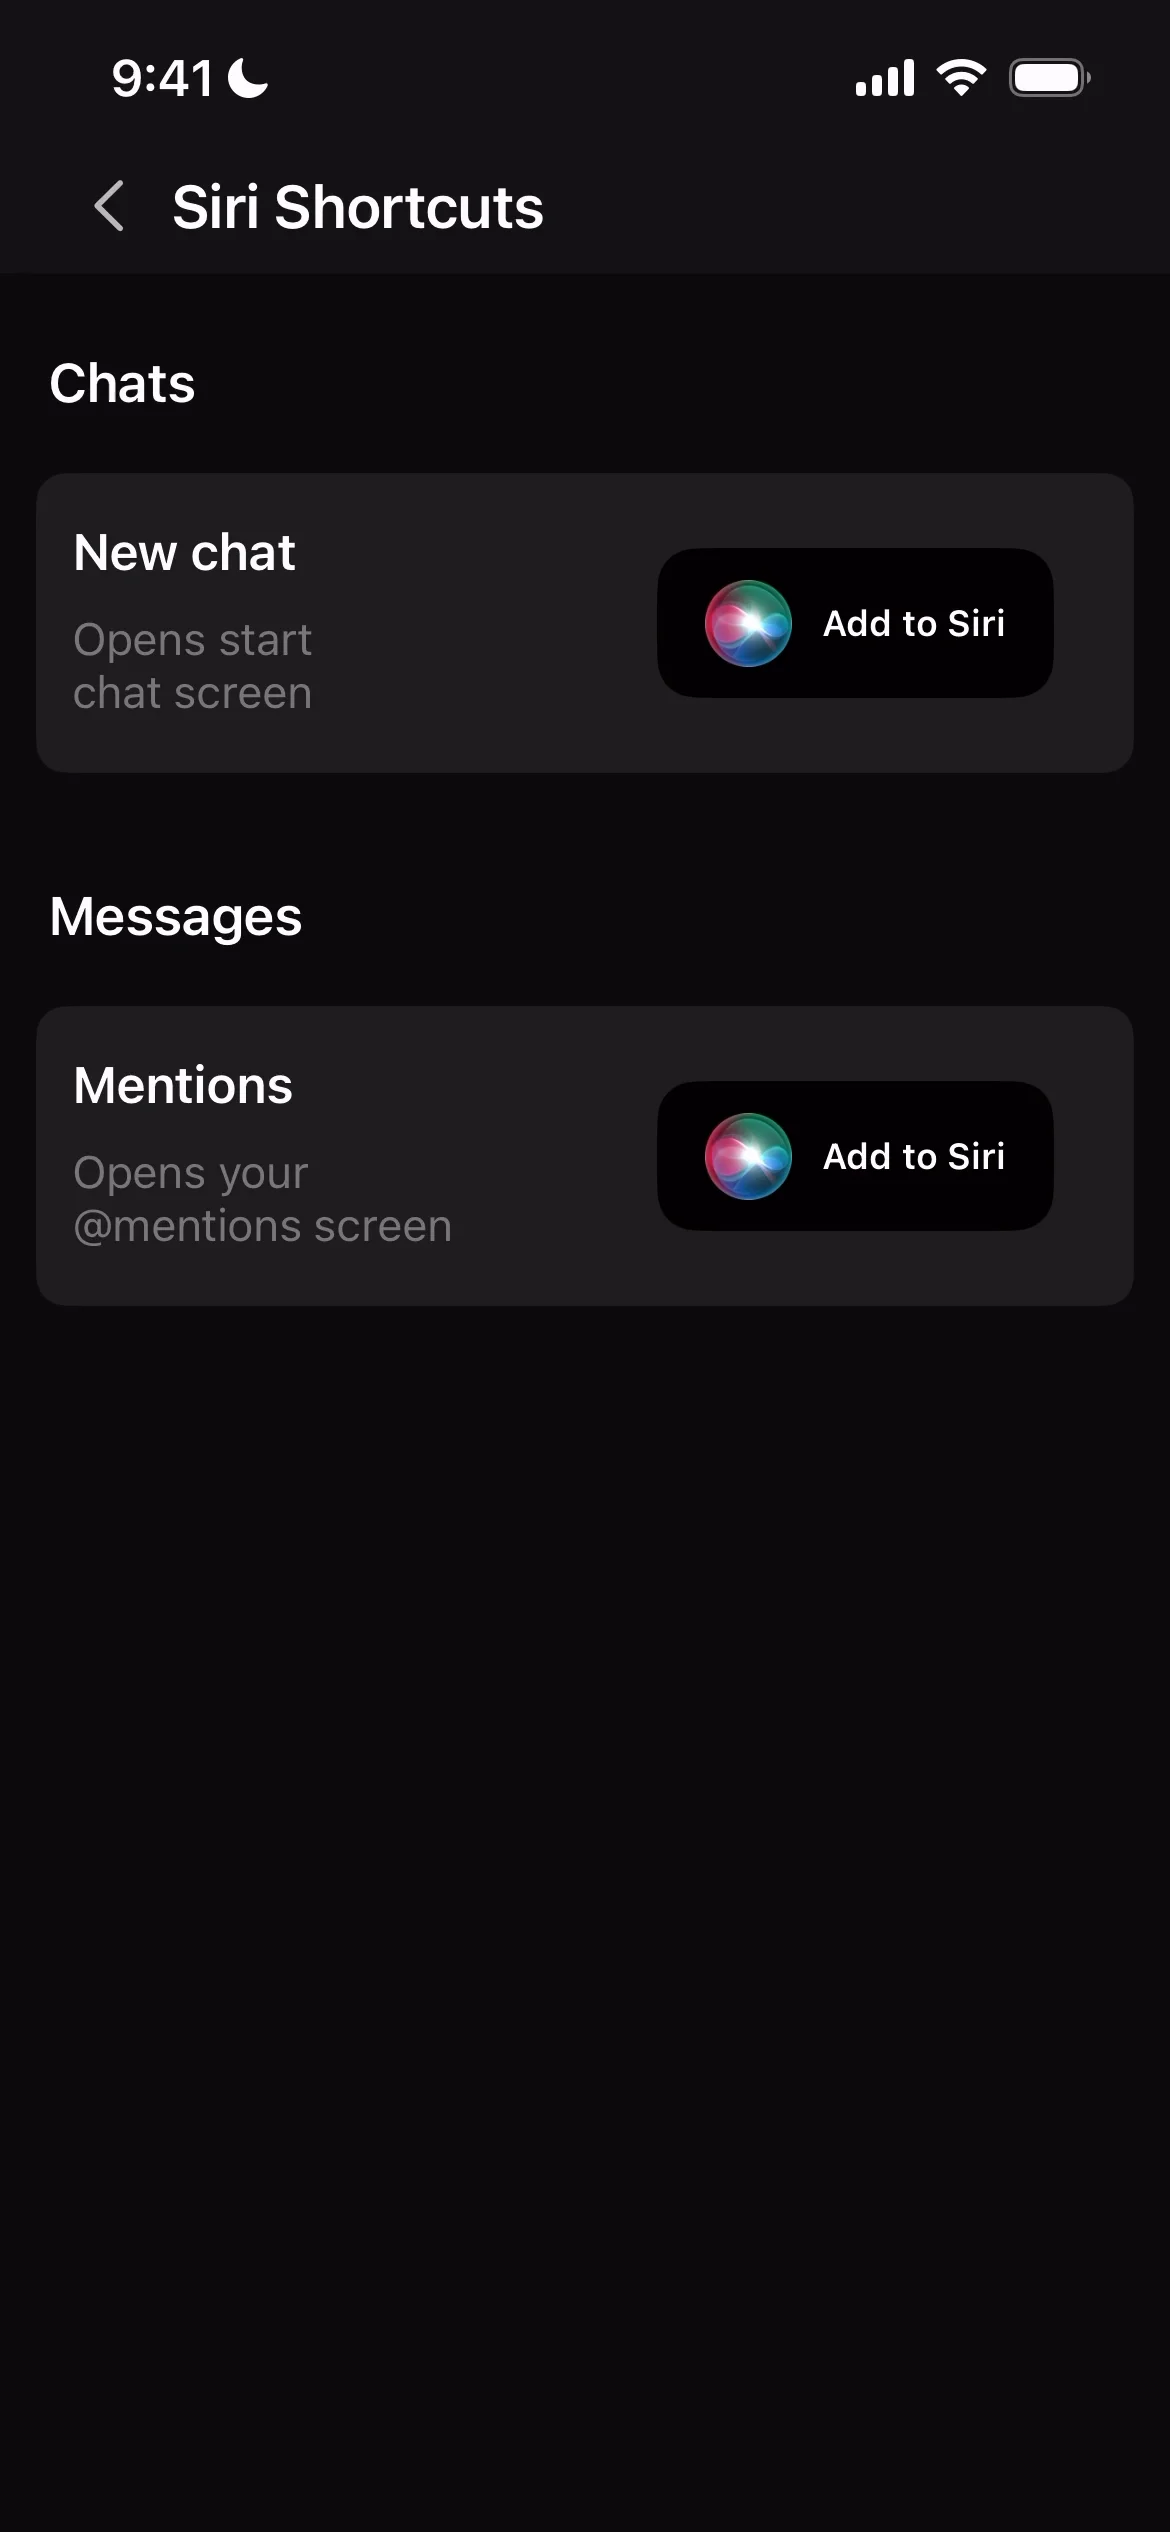 9:41
Siri Shortcuts
Chats
New chat
Opens start
chat screen
Add to Siri
Messages
Mentions
Opens your
@mentions screen
Add to Siri